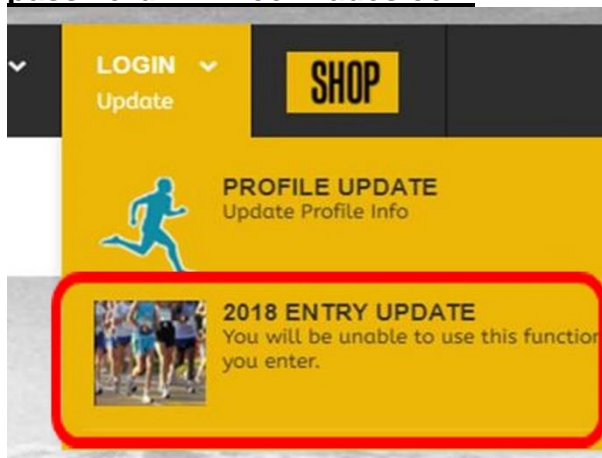 LOGIN
Update
SHOP
PROFILE UPDATE
Update Profile Info
2018 ENTRY UPDATE
You will be unable to use this function
you enter.